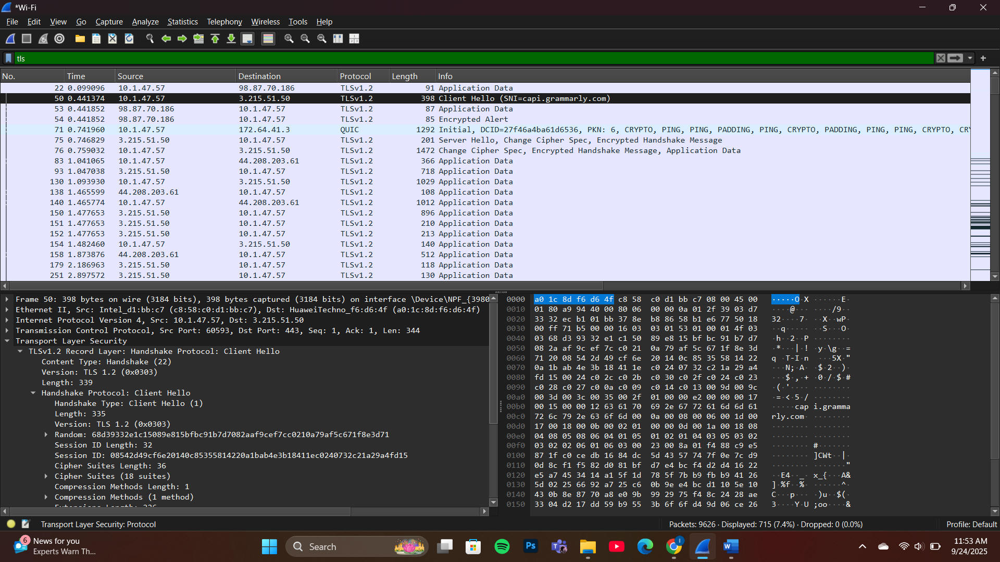 *Wi-Fi
File Edit View Go Capture Analyze Statistics Telephony Wireless Tools Help
tls
No. Time Source Destination Protocol Length Info
22 0.099096 10.1.47.57 98.87.70.186 TLSv1.2 91 Application Data
50 0.441374 10.1.47.57 3.215.51.50 TLSv1.2 398 Client Hello (SNI=capi.grammarly.com)
53 0.441852 98.87.70.186 10.1.47.57 TLSv1.2 87 Application Data
54 0.441852 98.87.70.186 10.1.47.57 TLSv1.2 85 Encrypted Alert
71 0.741960 10.1.47.57 172.64.41.3 QUIC 1292 Initial, DCID=27f46a4ba61d6536, PKN: 6, CRYPTO, PING, PING, PADDING, PING, CRYPTO, PADDING, PING, PING, CRYPTO, CRY
75 0.746829 3.215.51.50 10.1.47.57 TLSv1.2 201 Server Hello, Change Cipher Spec, Encrypted Handshake Message
76 0.759032 10.1.47.57 3.215.51.50 TLSv1.2 1472 Change Cipher Spec, Encrypted Handshake Message, Application Data
83 1.041065 10.1.47.57 44.208.203.61 TLSv1.2 366 Application Data
93 1.047038 3.215.51.50 10.1.47.57 TLSv1.2 718 Application Data
130 1.093930 10.1.47.57 3.215.51.50 TLSv1.2 1029 Application Data
138 1.465599 44.208.203.61 10.1.47.57 TLSv1.2 108 Application Data
140 1.465774 10.1.47.57 44.208.203.61 TLSv1.2 1012 Application Data
150 1.477653 3.215.51.50 10.1.47.57 TLSv1.2 896 Application Data
151 1.477653 3.215.51.50 10.1.47.57 TLSv1.2 210 Application Data
152 1.477653 3.215.51.50 10.1.47.57 TLSv1.2 213 Application Data
154 1.482460 10.1.47.57 3.215.51.50 TLSv1.2 140 Application Data
158 1.873876 44.208.203.61 10.1.47.57 TLSv1.2 512 Application Data
179 2.186963 3.215.51.50 10.1.47.57 TLSv1.2 118 Application Data
251 2.897572 3.215.51.50 10.1.47.57 TLSv1.2 130 Application Data
Frame 50: 398 bytes on wire (3184 bits), 398 bytes captured (3184 bits) on interface \Device\NPF_{3980
Ethernet II, Src: Intel_d1:bb:c7 (c8:58:c0:d1:bb:c7), Dst: HuaweiTechno_f6:d6:4f (a0:1c:8d:f6:d6:4f)
Internet Protocol Version 4, Src: 10.1.47.57, Dst: 3.215.51.50
Transmission Control Protocol, Src Port: 60593, Dst Port: 443, Seq: 1, Ack: 1, Len: 344
Transport Layer Security
TLSv1.2 Record Layer: Handshake Protocol: Client Hello
Content Type: Handshake (22)
Version: TLS 1.2 (0x0303)
Length: 339
Handshake Protocol: Client Hello
Handshake Type: Client Hello (1)
Length: 335
Version: TLS 1.2 (0x0303)
Random: 68d39332e1c15089e815bfbc91b7d7082aaf9cef7cc0210a79af5c671f8e3d71
Session ID Length: 32
Session ID: 08542d49cf6e20140c85355814220a1bab4e3b18411ec0240732c21a29a4fd15
Cipher Suites Length: 36
Cipher Suites (18 suites)
Compression Methods Length: 1
Compression Methods (1 method)
0000 a0 1c 8d f6 d6 4f c8 58 c0 d1 bb c7 08 00 45 00 ·····O·X ······E·
0010 01 80 a9 94 40 00 80 06 00 00 0a 01 2f 39 03 d7 ····@··· ····/9··
0020 33 32 ec b1 01 bb 37 8e b8 86 58 b1 e6 77 50 18 32····7· ··X··wP·
0030 00 ff 71 b5 00 00 16 03 03 01 53 01 00 01 4f 03 ··q····· ··S···O·
0040 03 68 d3 93 32 e1 c1 50 89 e8 15 bf bc 91 b7 d7 ·h··2··P ········
0050 08 2a af 9c ef 7c c0 21 0a 79 af 5c 67 1f 8e 3d ·*···|·! ·y·\g··=
0060 71 20 08 54 2d 49 cf 6e 20 14 0c 85 35 58 14 22 q ·T-I·n ···5X·"
0070 0a 1b ab 4e 3b 18 41 1e c0 24 07 32 c2 1a 29 a4 ···N;·A· ·$·2··)·
0080 fd 15 00 24 c0 2c c0 2b c0 30 c0 2f c0 24 c0 23 ···$·,·+ ·0·/·$·#
0090 c0 28 c0 27 c0 0a c0 09 c0 14 c0 13 00 9d 00 9c ·(·'···· ········
00a0 00 3d 00 3c 00 35 00 2f 01 00 00 e2 00 00 00 17 ·=·<·5·/ ········
00b0 00 15 00 00 12 63 61 70 69 2e 67 72 61 6d 6d 61 ·····cap i.gramma
00c0 72 6c 79 2e 63 6f 6d 00 0a 00 08 00 06 00 1d 00 rly.com· ········
00d0 17 00 18 00 0b 00 02 01 00 00 0d 00 1a 00 18 08 ········ ········
00e0 04 08 05 08 06 04 01 05 01 02 01 04 03 05 03 02 ········ ········
00f0 03 02 02 06 01 06 03 00 23 00 8a 01 f4 88 c9 e5 ········ #·······
0100 87 1f c0 ce db 16 84 dc 5d 43 57 74 7f 0e 7c d9 ········ ]CWt··|·
0110 0d 8c f1 f5 82 d0 81 bf d7 e4 bc f4 d2 d4 16 22 ········ ·······"
0120 e5 a7 45 34 14 a1 5f 1d 78 5f 7b b9 fb b9 41 26 ··E4··_· x_{···A&
0130 5d 02 25 66 92 a7 25 c6 0b 9e e4 bc d1 10 5e 10 ]·%f··%· ······^·
0140 43 0b 8e 87 70 a8 e0 9b 99 29 75 f4 8c 24 28 ae C···p··· ·)u··$(·
0150 33 04 d2 17 dd 59 b9 55 3b 6f 6f d4 9d 06 ce 26 3····Y·U ;oo····&
Transport Layer Security: Protocol
Packets: 9626 · Displayed: 715 (7.4%) · Dropped: 0 (0.0%)
Profile: Default
6
News for you
Experts Warn Th...
Search
Ps
11:53 AM
9/24/2025